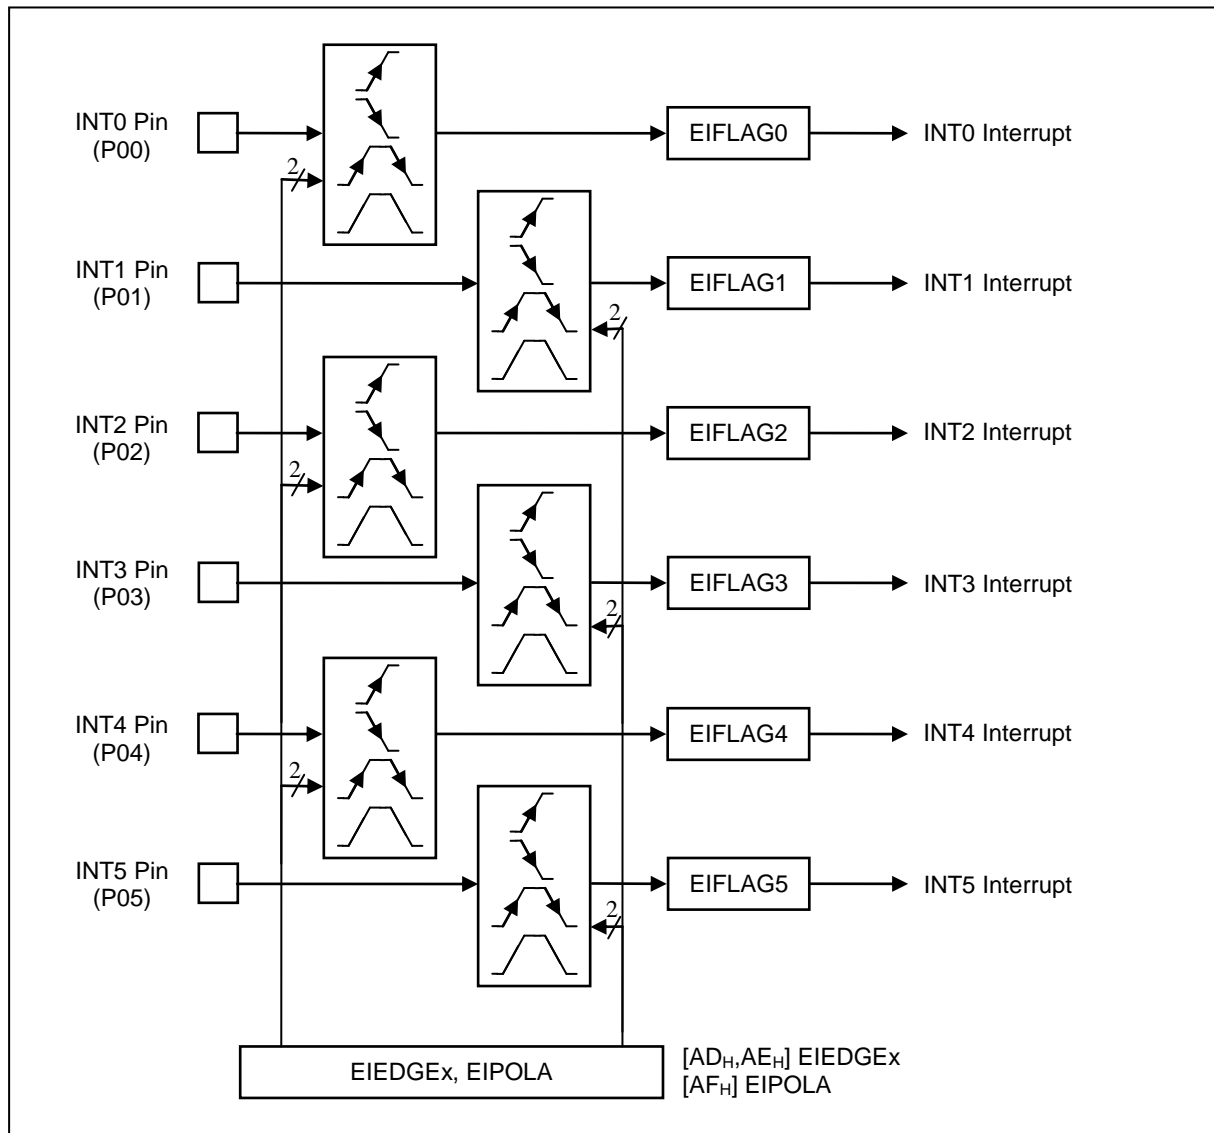 INT0 Pin
(P00)
2
EIFLAG0
INT0 Interrupt
INT1 Pin
(P01)
2
EIFLAG1
INT1 Interrupt
INT2 Pin
(P02)
2
EIFLAG2
INT2 Interrupt
INT3 Pin
(P03)
2
EIFLAG3
INT3 Interrupt
INT4 Pin
(P04)
2
EIFLAG4
INT4 Interrupt
INT5 Pin
(P05)
2
EIFLAG5
INT5 Interrupt
EIEDGEx, EIPOLA
[ADH,AEH] EIEDGEx
[AFH] EIPOLA